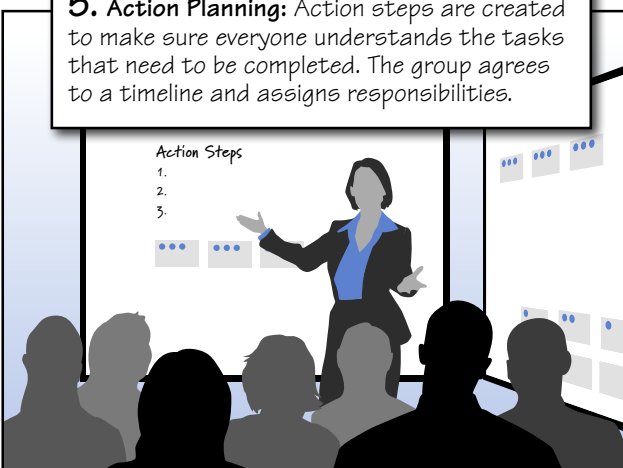 5. Action Planning: Action steps are created
to make sure everyone understands the tasks
that need to be completed. The group agrees
to a timeline and assigns responsibilities.
Action Steps
1.
2.
3.